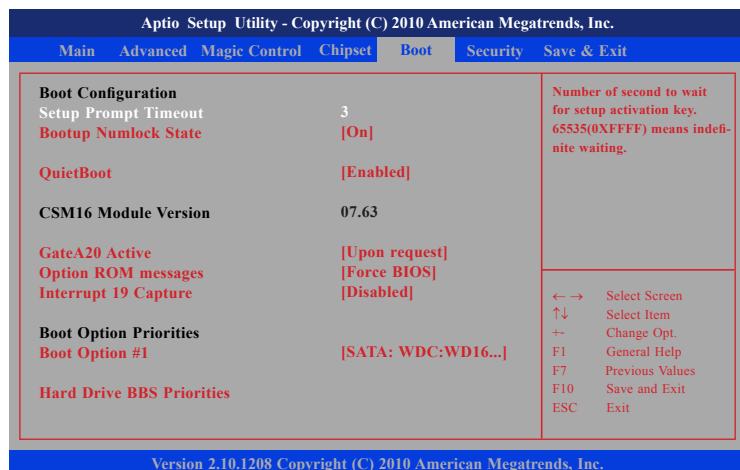 Aptio Setup Utility - Copyright (C) 2010 American Megatrends, Inc.
Main Advanced Magic Control Chipset Boot Security Save & Exit
Boot Configuration
Setup Prompt Timeout 3
Bootup Numlock State [On]
QuietBoot [Enabled]
CSM16 Module Version 07.63
GateA20 Active [Upon request]
Option ROM messages [Force BIOS]
Interrupt 19 Capture [Disabled]
Boot Option Priorities
Boot Option #1 [SATA: WDC:WD16...]
Hard Drive BBS Priorities
Number of second to wait
for setup activation key.
65535(0XFFFF) means indefi-
nite waiting.
←→ Select Screen
↑↓ Select Item
+- Change Opt.
F1 General Help
F7 Previous Values
F10 Save and Exit
ESC Exit
Version 2.10.1208 Copyright (C) 2010 American Megatrends, Inc.